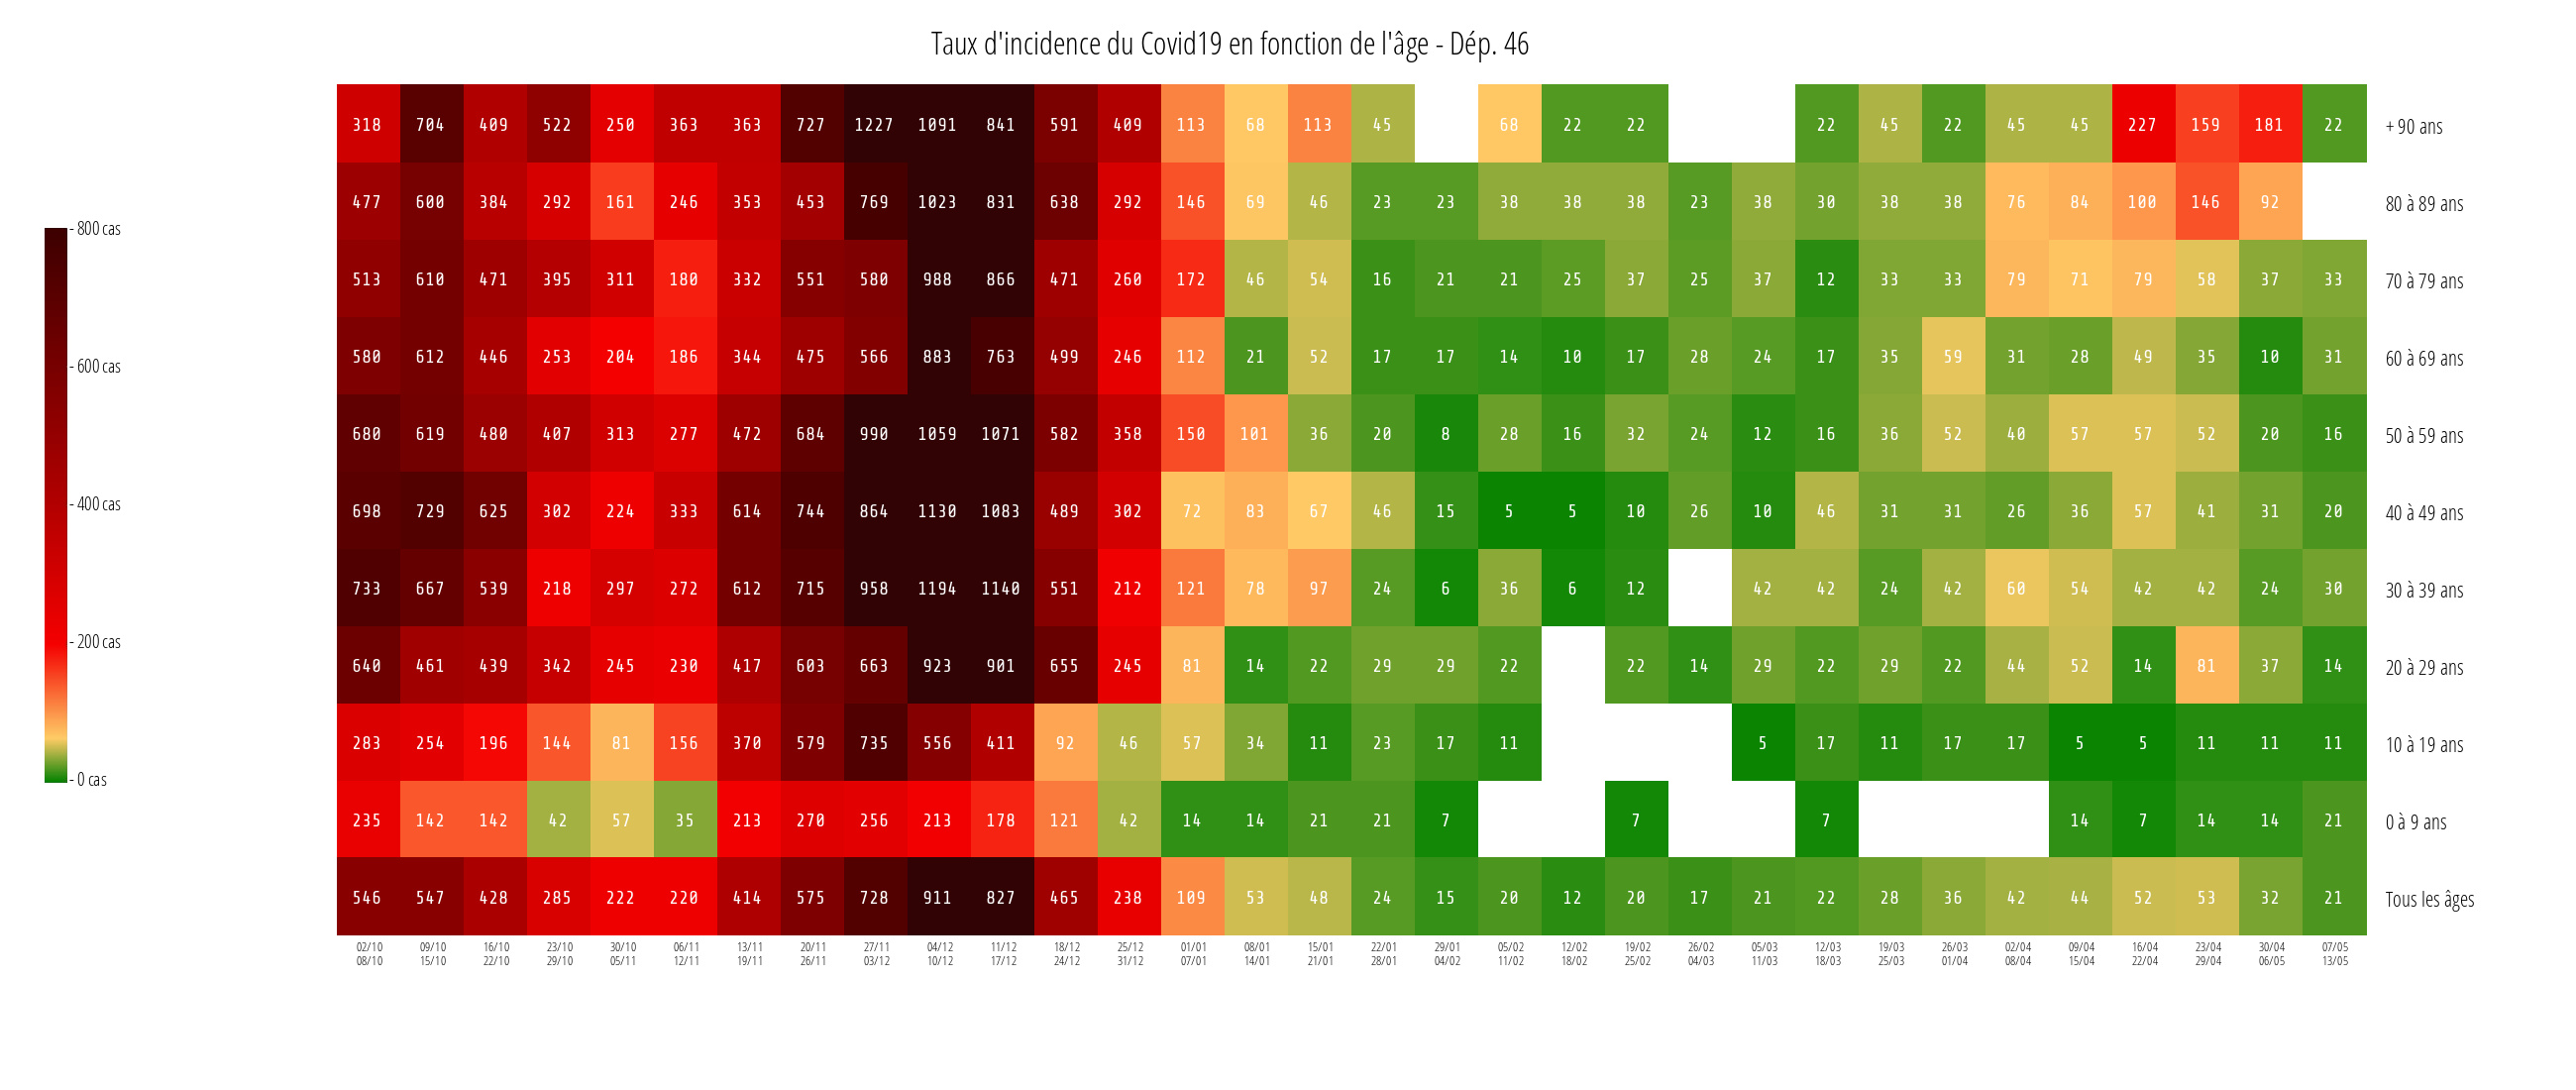 Taux d'incidence du Covid19 en fonction de l'âge - Dép. 46
318 704 409 522 250 363 363 727 1227 1091 841 591 409 113 68 113 45 68 22 22 22 45 22 45 45 227 159 181 22 + 90 ans
477 600 384 292 161 246 353 453 769 1023 831 638 292 146 69 46 23 23 38 38 38 23 38 30 38 38 76 84 100 146 92 80 à 89 ans
- 800 cas
513 610 471 395 311 180 332 551 580 988 866 471 260 172 46 54 16 21 21 25 37 25 37 12 33 33 79 71 79 58 37 33 70 à 79 ans
580 612 446 253 204 186 344 475 566 883 763 499 246 112 21 52 17 17 14 10 17 28 24 17 35 59 31 28 49 35 10 31 60 à 69 ans
- 600 cas
680 619 480 407 313 277 472 684 990 1059 1071 582 358 150 101 36 20 8 28 16 32 24 12 16 36 52 40 57 57 52 20 16 50 à 59 ans
- 400 cas
698 729 625 302 224 333 614 744 864 1130 1083 489 302 72 83 67 46 15 5 5 10 26 10 46 31 31 26 36 57 41 31 20 40 à 49 ans
733 667 539 218 297 272 612 715 958 1194 1140 551 212 121 78 97 24 6 36 6 12 42 42 24 42 60 54 42 42 24 30 30 à 39 ans
- 200 cas
640 461 439 342 245 230 417 603 663 923 901 655 245 81 14 22 29 29 22 22 14 29 22 29 22 44 52 14 81 37 14 20 à 29 ans
283 254 196 144 81 156 370 579 735 556 411 92 46 57 34 11 23 17 11 5 17 11 17 17 5 5 11 11 11 10 à 19 ans
- 0 cas
235 142 142 42 57 35 213 270 256 213 178 121 42 14 14 21 21 7 7 7 14 7 14 14 21 0 à 9 ans
546 547 428 285 222 220 414 575 728 911 827 465 238 109 53 48 24 15 20 12 20 17 21 22 28 36 42 44 52 53 32 21 Tous les âges
02/10 09/10 16/10 23/10 30/10 06/11 13/11 20/11 27/11 04/12 11/12 18/12 25/12 01/01 08/01 15/01 22/01 29/01 05/02 12/02 19/02 26/02 05/03 12/03 19/03 26/03 02/04 09/04 16/04 23/04 30/04 07/05
08/10 15/10 22/10 29/10 05/11 12/11 19/11 26/11 03/12 10/12 17/12 24/12 31/12 07/01 14/01 21/01 28/01 04/02 11/02 18/02 25/02 04/03 11/03 18/03 25/03 01/04 08/04 15/04 22/04 29/04 06/05 13/05